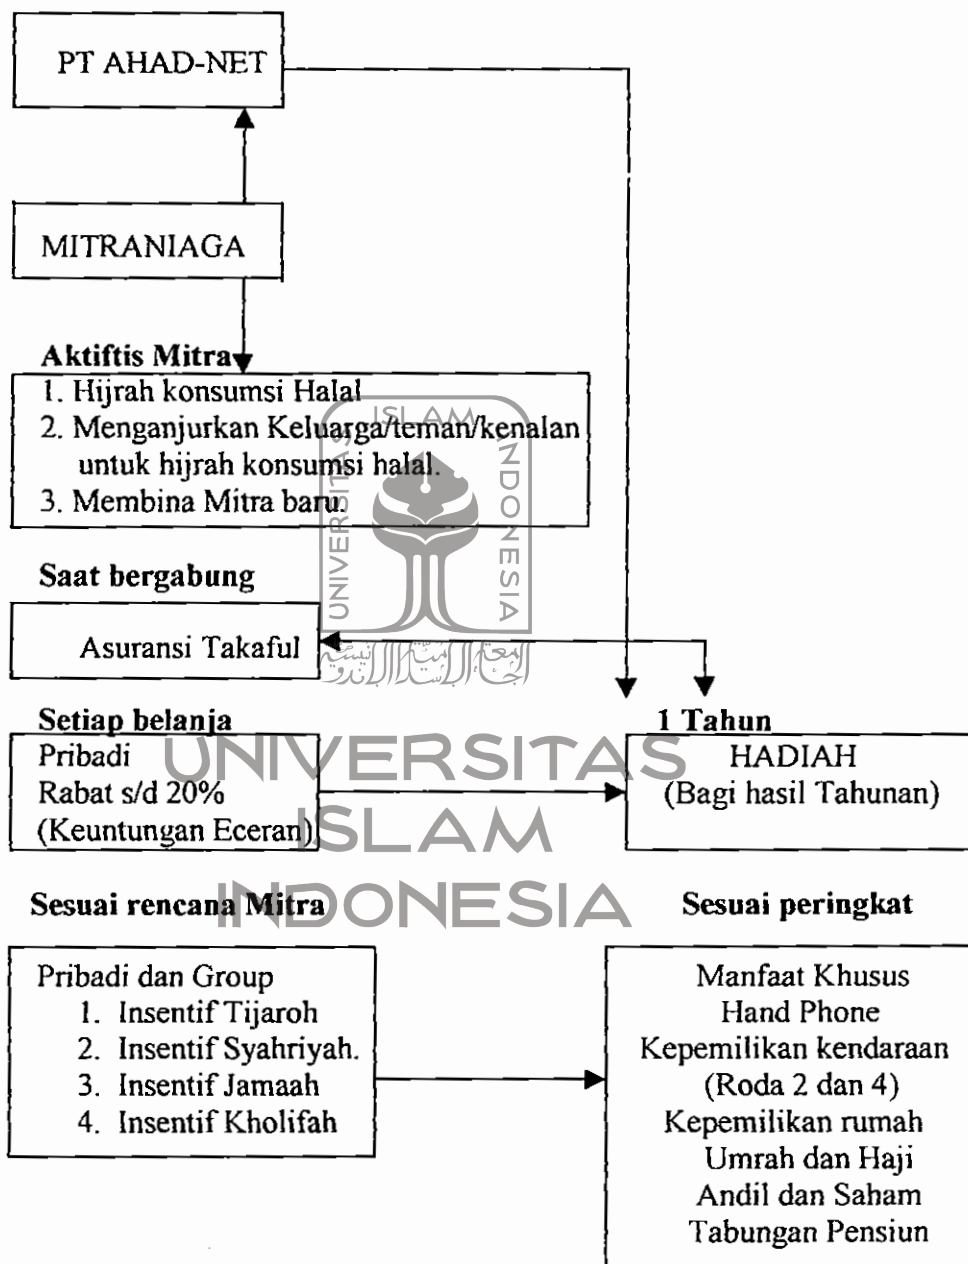 PT AHAD-NET
MITRANIAGA
Aktiftis Mitra
1. Hijrah konsumsi Halal
2. Menganjurkan Keluarga/teman/kenalan
untuk hijrah konsumsi halal.
3. Membina Mitra baru.
Saat bergabung
Asuransi Takaful
Setiap belanja
Pribadi
Rabat s/d 20%
(Keuntungan Eceran)
1 Tahun
HADIAH
(Bagi hasil Tahunan)
Sesuai rencana Mitra
Pribadi dan Group
1. Insentif Tijaroh
2. Insentif Syahriyah.
3. Insentif Jamaah
4. Insentif Kholifah
Sesuai peringkat
Manfaat Khusus
Hand Phone
Kepemilikan kendaraan
(Roda 2 dan 4)
Kepemilikan rumah
Umrah dan Haji
Andil dan Saham
Tabungan Pensiun
UNIVERSITAS
ISLAM
INDONESIA
UNIVERSITAS
ISLAM
INDONESIA